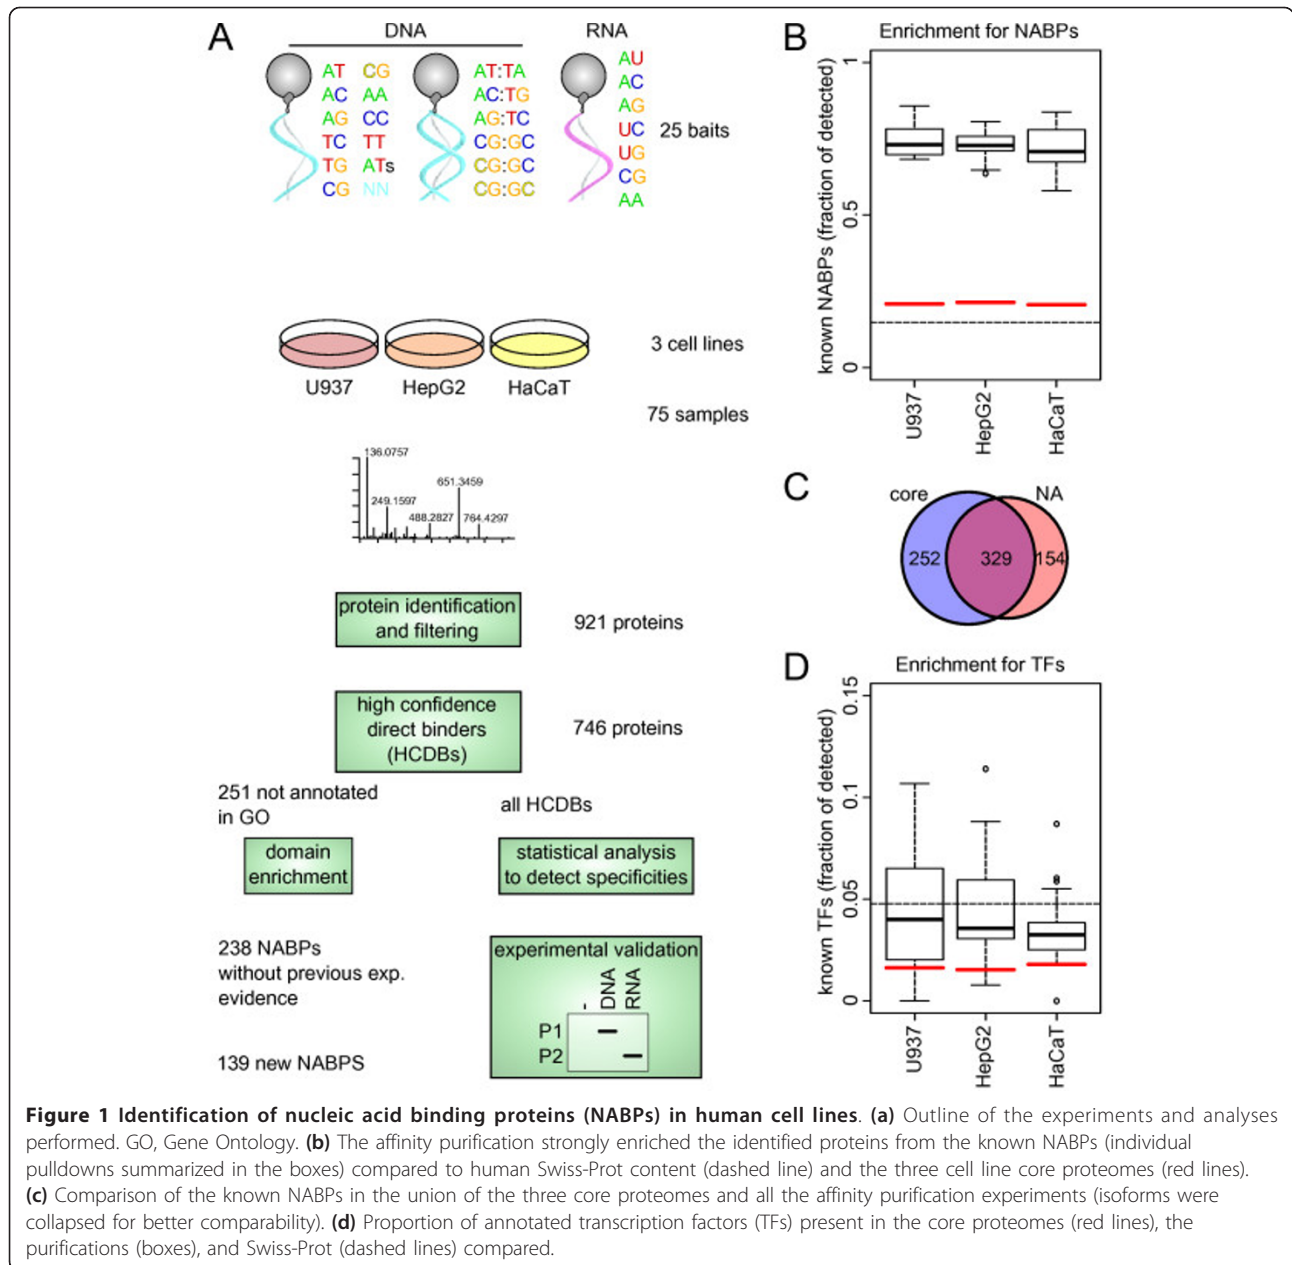 A
DNA
RNA
AT CG
AC AA
AG CC
TC TT
TG ATs
CG NN
AT:TA
AC:TG
AG:TC
CG:GC
CG:GC
CG:GC
AU
AC
AG
UC
UG
CG
AA
25 baits
U937
HepG2
HaCaT
3 cell lines
75 samples
136.0757
249.1597
488.2827
651.3459
764.4297
protein identification
and filtering
921 proteins
high confidence
direct binders
(HCDBs)
746 proteins
251 not annotated
in GO
all HCDBs
domain
enrichment
statistical analysis
to detect specificities
238 NABPs
without previous exp.
evidence
139 new NABPS
experimental validation
-
DNA
RNA
P1
P2
B
Enrichment for NABPs
known NABPs (fraction of detected)
1
0.5
0
U937
HepG2
HaCaT
C
core
NA
252
329
154
D
Enrichment for TFs
known TFs (fraction of detected)
0.15
0.1
0.05
0
U937
HepG2
HaCaT
Figure 1 Identification of nucleic acid binding proteins (NABPs) in human cell lines. (a) Outline of the experiments and analyses
performed. GO, Gene Ontology. (b) The affinity purification strongly enriched the identified proteins from the known NABPs (individual
pulldowns summarized in the boxes) compared to human Swiss-Prot content (dashed line) and the three cell line core proteomes (red lines).
(c) Comparison of the known NABPs in the union of the three core proteomes and all the affinity purification experiments (isoforms were
collapsed for better comparability). (d) Proportion of annotated transcription factors (TFs) present in the core proteomes (red lines), the
purifications (boxes), and Swiss-Prot (dashed lines) compared.